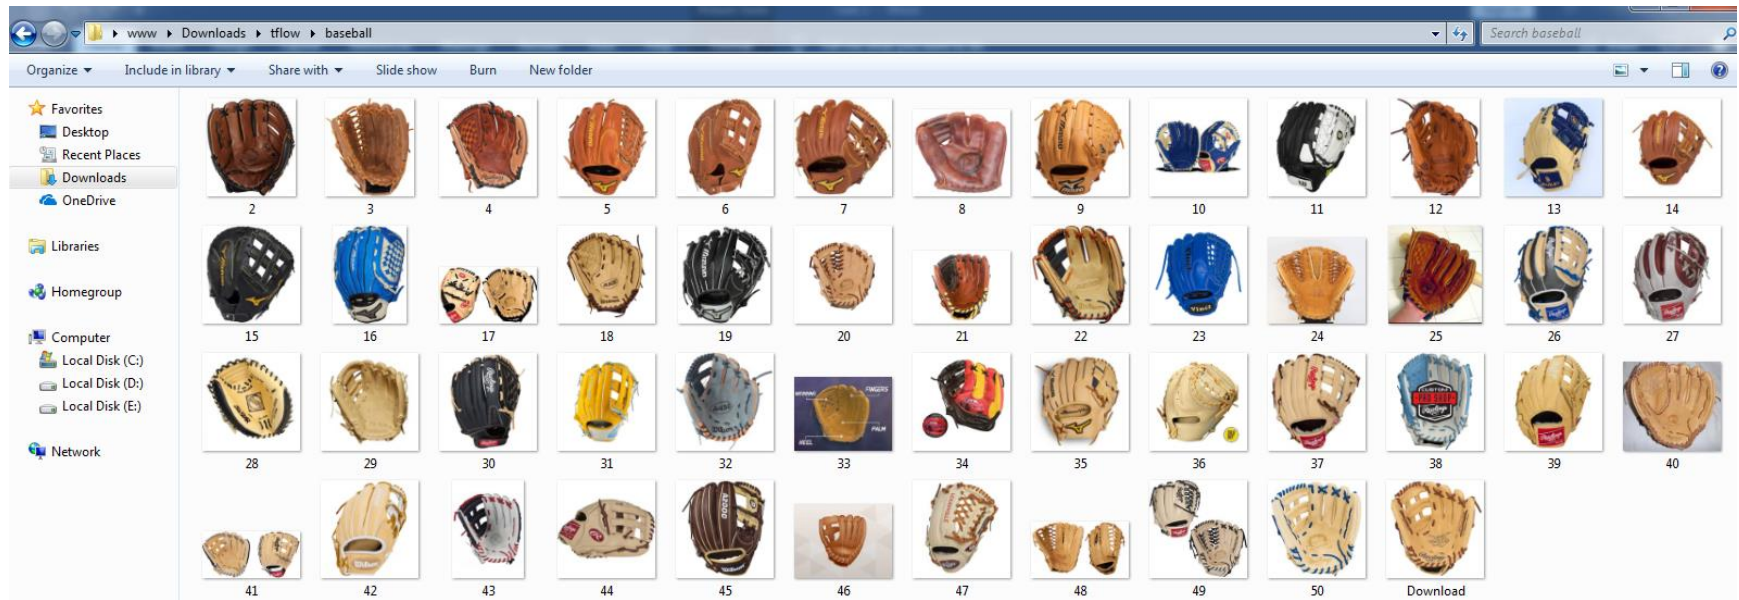 www ▸ Downloads ▸ tflow ▸ baseball
Search baseball
Organize Include in library Share with Slide show Burn New folder
Favorites
Desktop
Recent Places
Downloads
OneDrive
Libraries
Homegroup
Computer
Local Disk (C:)
Local Disk (D:)
Local Disk (E:)
Network
2 3 4 5 6 7 8 9 10 11 12 13 14
15 16 17 18 19 20 21 22 23 24 25 26 27
28 29 30 31 32 33 34 35 36 37 38 39 40
41 42 43 44 45 46 47 48 49 50 Download